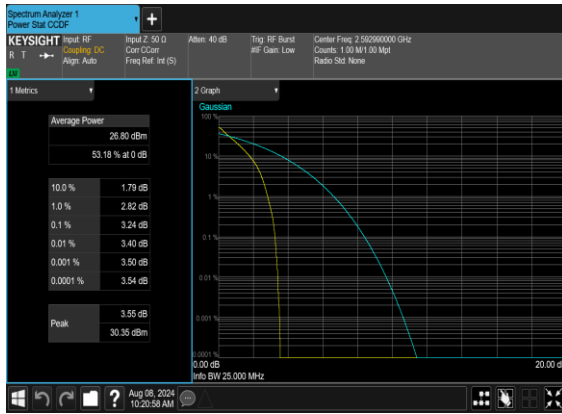 Spectrum Analyzer 1
Power Stat CCDF
KEYSIGHT
R T
LXI
Input: RF
Coupling: DC
Align: Auto
Input Z: 50 Ω
Corr CCorr
Freq Ref: Int (S)
Atten: 40 dB
Trig: RF Burst
#IF Gain: Low
Center Freq: 2.592990000 GHz
Counts: 1.00 M/1.00 Mpt
Radio Std: None
1 Metrics
Average Power
26.80 dBm
53.18 % at 0 dB
10.0 % 1.79 dB
1.0 % 2.82 dB
0.1 % 3.24 dB
0.01 % 3.40 dB
0.001 % 3.50 dB
0.0001 % 3.54 dB
Peak
3.55 dB
30.35 dBm
2 Graph
Gaussian
100 %
10 %
1 %
0.1 %
0.01 %
0.001 %
0.0001 %
0.00 dB
20.00 d
Info BW 25.000 MHz
?
Aug 08, 2024
10:20:58 AM